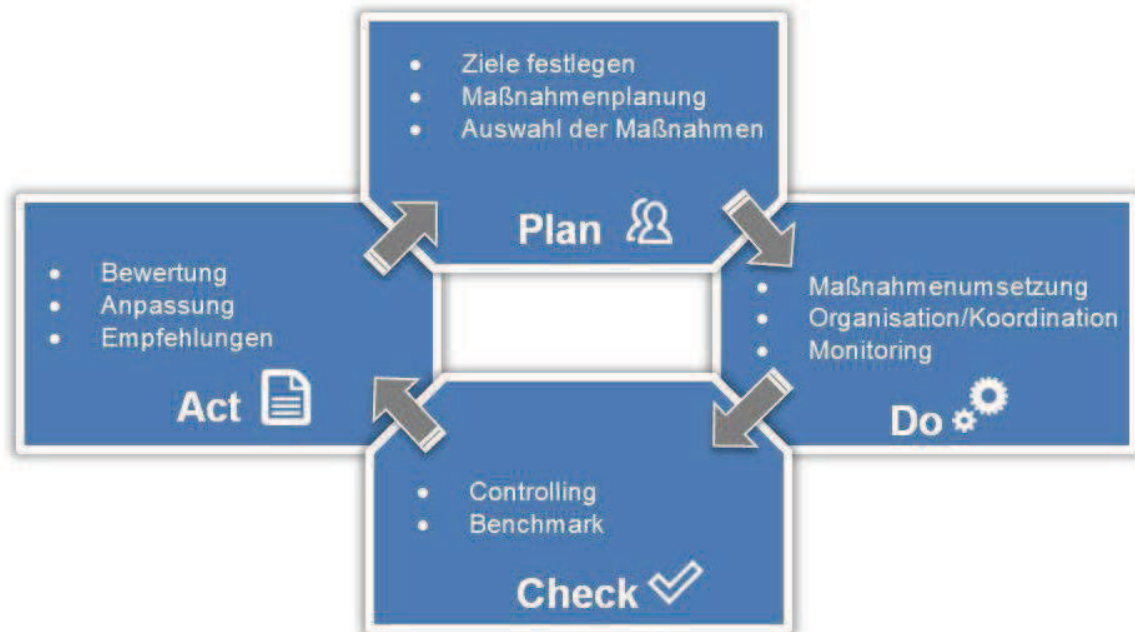 • Ziele festlegen
• Maßnahmenplanung
• Auswahl der Maßnahmen
Plan
• Maßnahmenumsetzung
• Organisation/Koordination
• Monitoring
Do
• Controlling
• Benchmark
Check
• Bewertung
• Anpassung
• Empfehlungen
Act